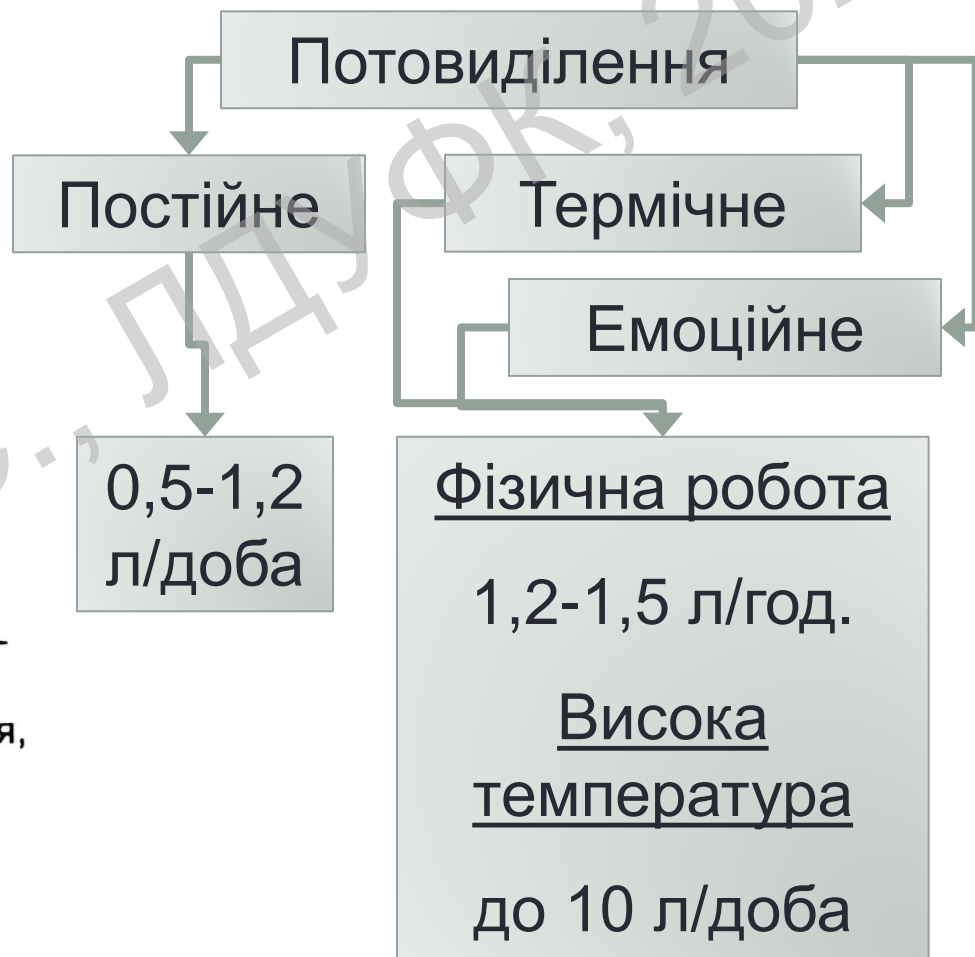 Потовиділення
Постійне
Термічне
Емоційне
0,5-1,2
л/доба
Фізична робота
1,2-1,5 л/год.
Висока
температура
до 10 л/доба
ЛДУФК,